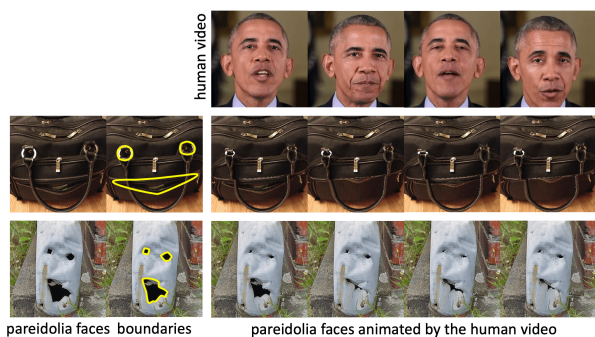 human video
pareidolia faces boundaries
pareidolia faces animated by the human video